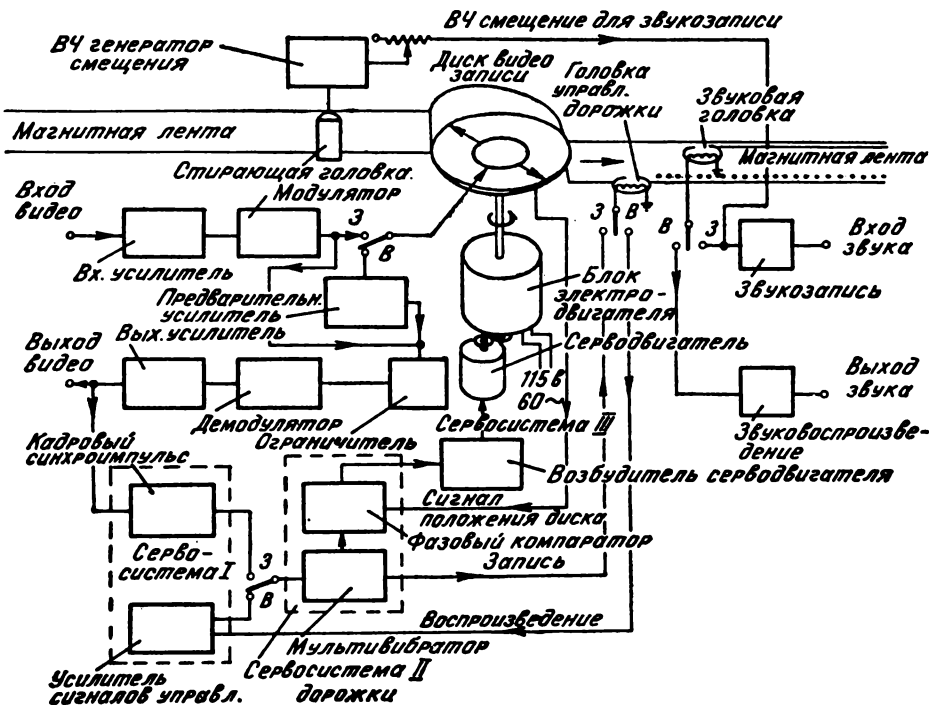 ВЧ смещение для звукозаписи
ВЧ генератор
смещения
Диск видео
записи
Головка
управл.
дорожки
Звуковая
головка
Магнитная лента
Магнитная лента
Стирающая головка.
Модулятор
Вход
видео
З
В
Вх. усилитель
Предварительн.
усилитель
Вых. усилитель
Блок
электро-
двигателя
З
В
В
З
Вход
звука
Звукозапись
Выход
видео
Серводвигатель
115 в
60~
Выход
звука
Демодулятор
Ограничитель
Сервосистема III
Звуковоспроизве-
дение
Возбудитель серводвигателя
Кадровый
синхроимпульс
Сигнал
положения диска
Фазовый компаратор
Серво-
система I
З
В
Запись
Воспроизведение
Мультивибратор
Сервосистема II
дорожки
Усилитель
сигналов управл.